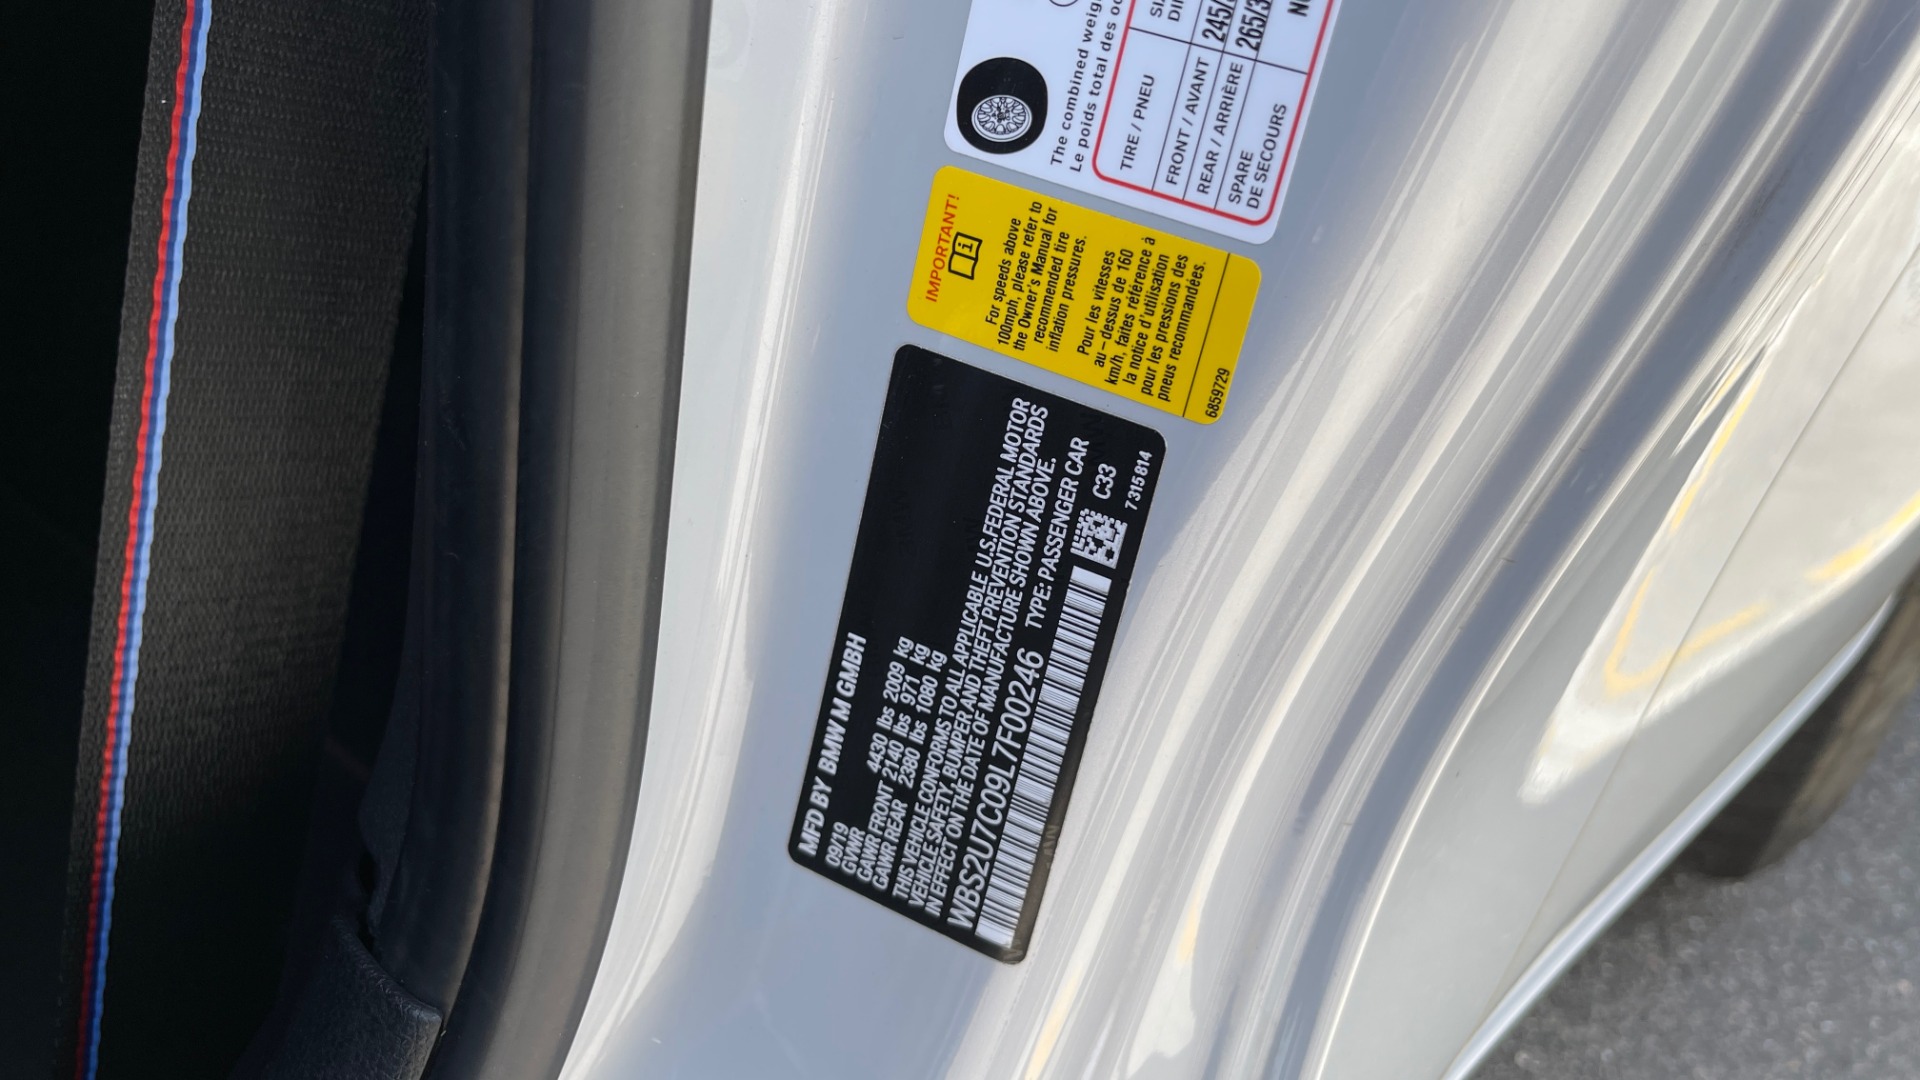 The combined weig
Le poids total des oc
TIRE / PNEU
FRONT / AVANT 245/
REAR / ARRIÈRE 265/3
SPARE
DE SECOURS
IMPORTANT!
For speeds above
100mph, please refer to
the Owner's Manual for
recommended tire
inflation pressures.
Pour les vitesses
au – dessus de 160
km/h, faites référence à
la notice d'utilisation
pour les pressions des
pneus recommandées.
6859729
MFD BY BMW M GMBH
09/19
GVWR 4430 lbs 2009 kg
GAWR FRONT 2140 lbs 971 kg
GAWR REAR 2380 lbs 1080 kg
THIS VEHICLE CONFORMS TO ALL APPLICABLE U.S.FEDERAL MOTOR
VEHICLE SAFETY, BUMPER AND THEFT PREVENTION STANDARDS
IN EFFECT ON THE DATE OF MANUFACTURE SHOWN ABOVE.
WBS2U7C09L7F00246 TYPE: PASSENGER CAR
C33
7 315 814